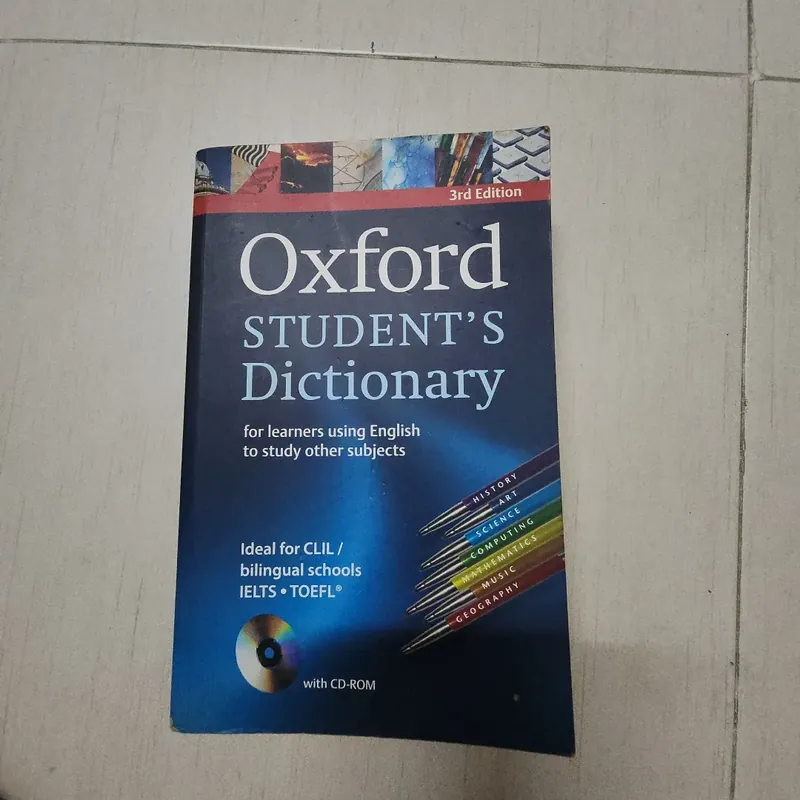 3rd Edition
Oxford
STUDENT'S
Dictionary
for learners using English
to study other subjects
HISTORY
ART
SCIENCE
COMPUTING
MATHEMATICS
MUSIC
GEOGRAPHY
Ideal for CLIL /
bilingual schools
IELTS • TOEFL®
with CD-ROM